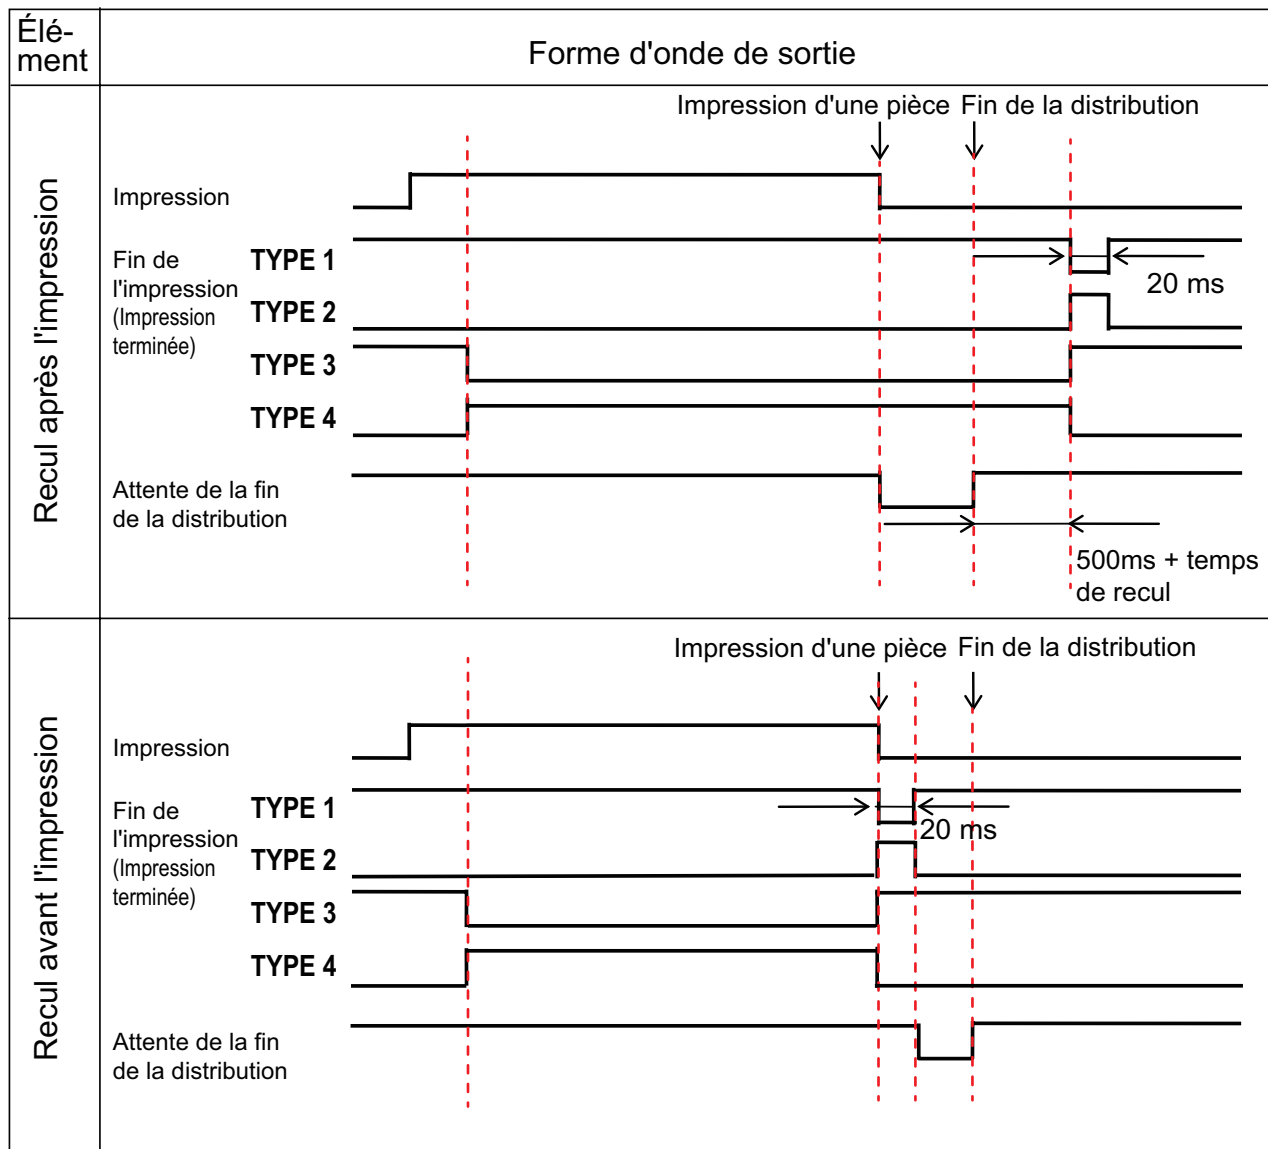 Élé-
ment
Forme d'onde de sortie
Recul après l'impression
Impression d'une pièce
Fin de la distribution
Impression
Fin de
l'impression
(Impression
terminée)
TYPE 1
20 ms
TYPE 2
TYPE 3
TYPE 4
Attente de la fin
de la distribution
500ms + temps
de recul
Recul avant l'impression
Impression d'une pièce
Fin de la distribution
Impression
Fin de
l'impression
(Impression
terminée)
TYPE 1
20 ms
TYPE 2
TYPE 3
TYPE 4
Attente de la fin
de la distribution